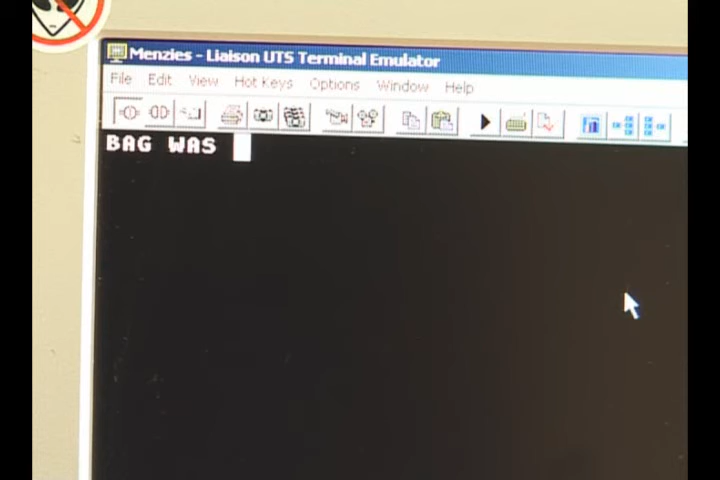 Menzies - Liaison UTS Terminal Emulator
File Edit View Hot Keys Options Window Help
BAG WAS